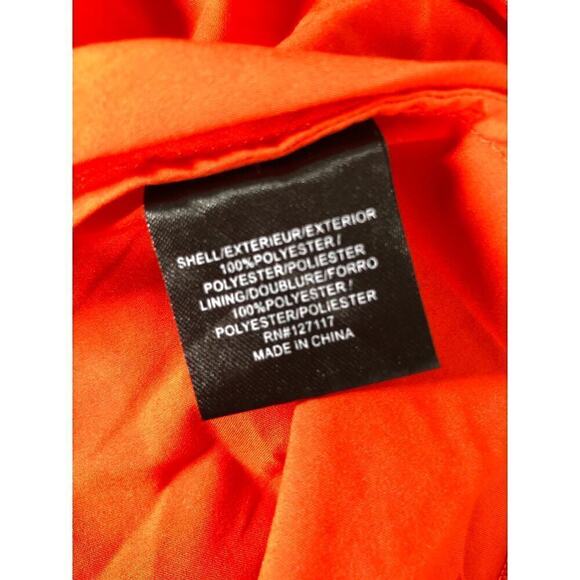 SHELL/EXTERIEUR/EXTERIOR
100%POLYESTER/
POLYESTER/POLIESTER
LINING/DOUBLURE/FORRO
100%POLYESTER/
POLYESTER/POLIESTER
RN#127117
MADE IN CHINA